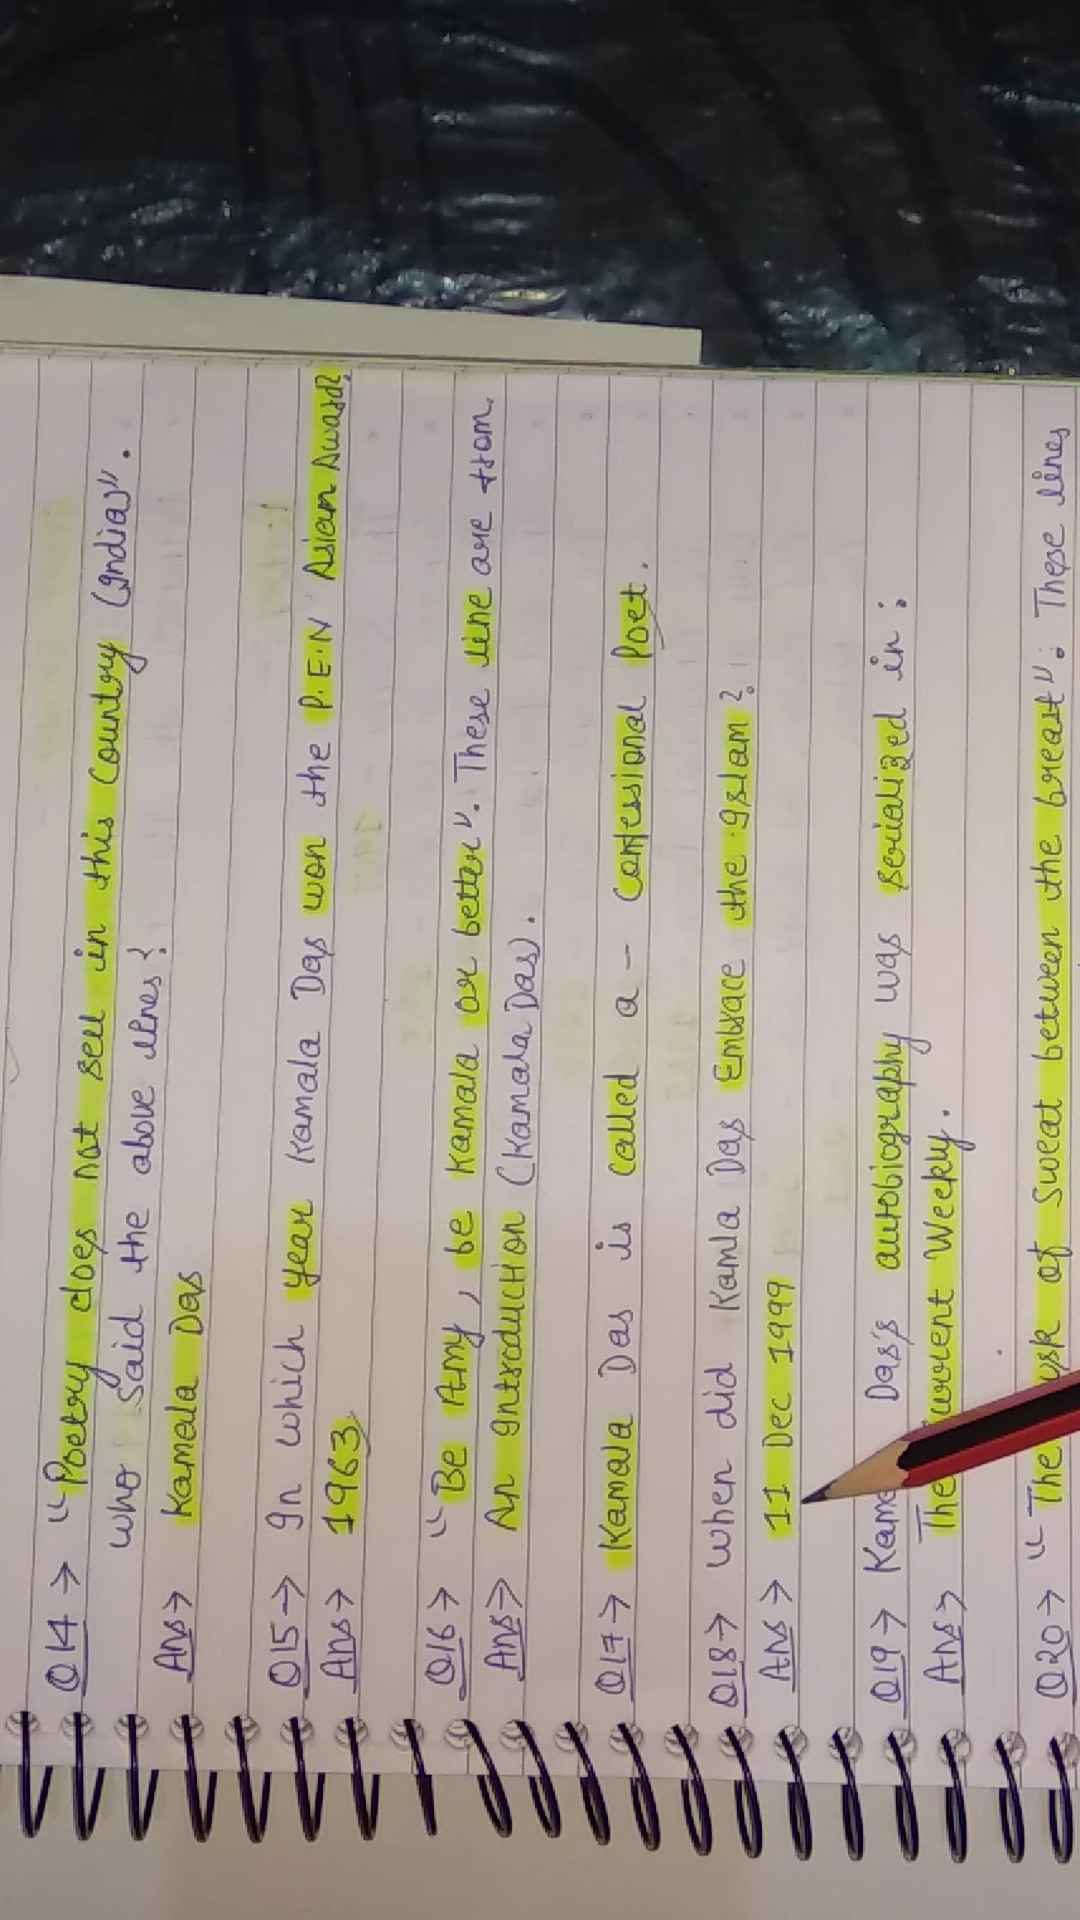 Q14→ "Poetry does not sell in this country (India)".
who said the above lines?
Ans→ Kamala Das
Q15→ In which year Kamala Das won the P.E.N Asian Award?
Ans→ 1963
Q16→ "Be Amy, be Kamala or better". These line are from.
Ans→ An Introduction (Kamala Das).
Q17→ Kamala Das is called a - Confessional Poet.
Q18→ when did Kamla Das Embrace the Islam?
Ans→ 11 Dec 1999
Q19→ Das's autobiography was serialized in:
Ans→ The Current Weekly.
Q20→ "The of sweat between the breast". These lines